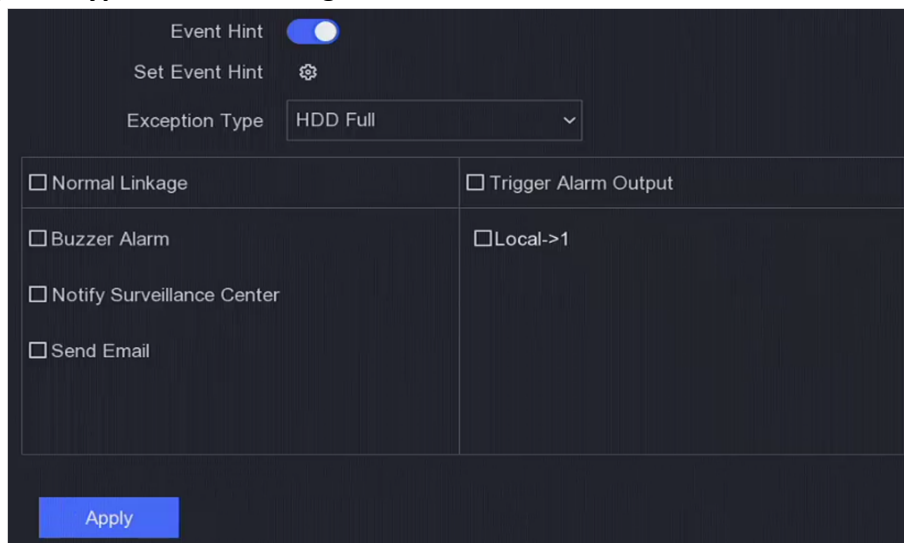 Event Hint
Set Event Hint
Exception Type HDD Full
Normal Linkage Trigger Alarm Output
Buzzer Alarm Local->1
Notify Surveillance Center
Send Email
Apply